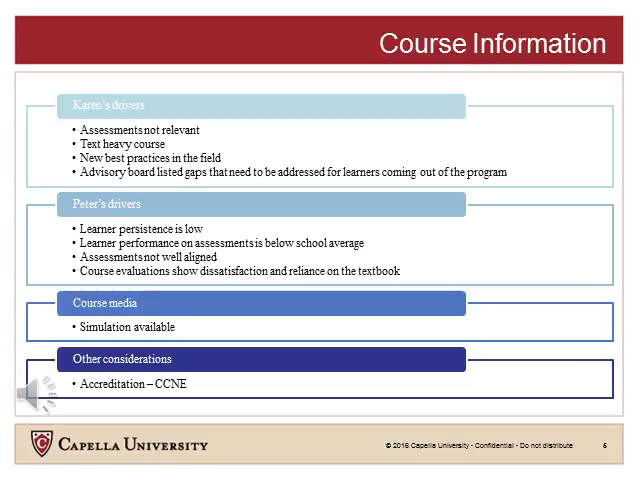 Course Information
Karen's drivers
• Assessments not relevant
• Text heavy course
• New best practices in the field
• Advisory board listed gaps that need to be addressed for learners coming out of the program
Peter's drivers
• Learner persistence is low
• Learner performance on assessments is below school average
• Assessments not well aligned
• Course evaluations show dissatisfaction and reliance on the textbook
Course media
• Simulation available
Other considerations
• Accreditation – CCNE
CAPELLA UNIVERSITY
© 2016 Capella University - Confidential - Do not distribute
5